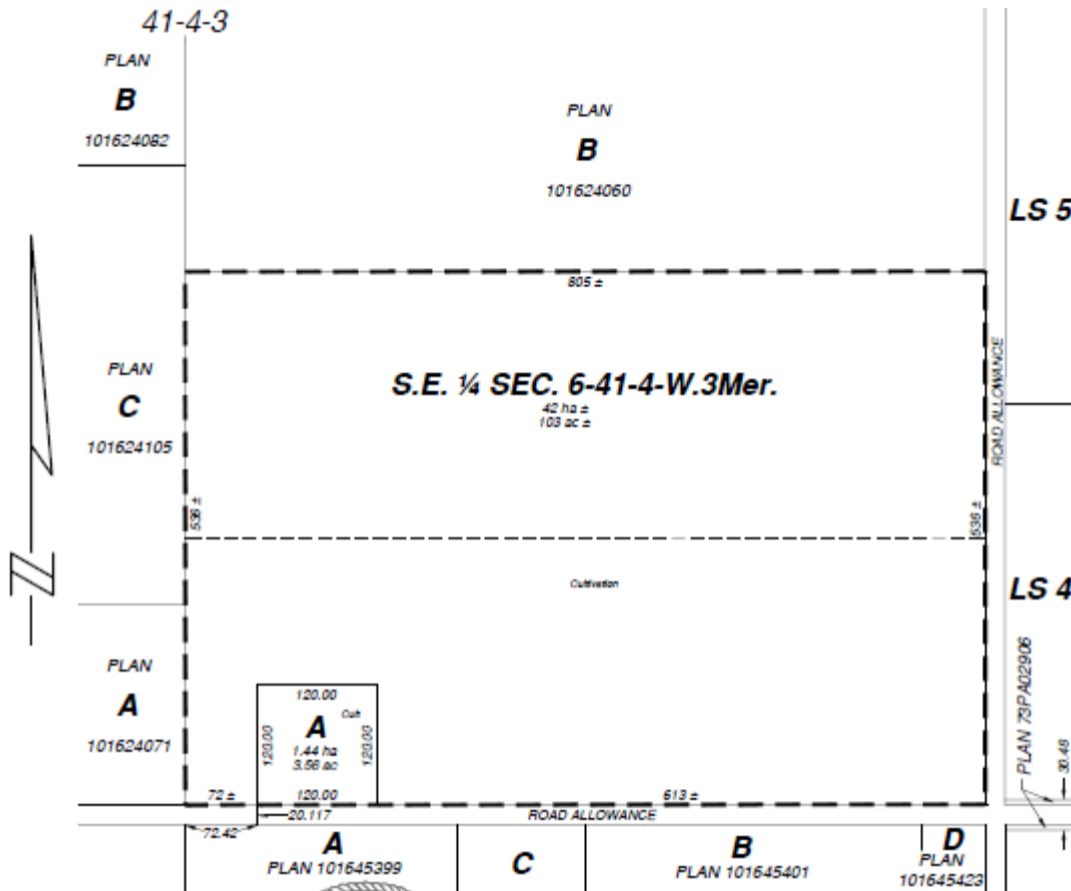 41-4-3
PLAN
B
101624082
PLAN
B
101624060
LS 5
805 ±
PLAN
C
101624105
S.E. ¼ SEC. 6-41-4-W.3Mer.
42 ha ±
103 ac ±
ROAD ALLOWANCE
536 ±
536 ±
Cultivation
LS 4
PLAN
A
101624071
120.00
120.00
A
Cult
1.44 ha
3.56 ac
120.00
120.00
72 ±
613 ±
PLAN 73PA02906
30.48
20.117
ROAD ALLOWANCE
72.42
A
PLAN 101645399
C
B
PLAN 101645401
D
PLAN
101645423